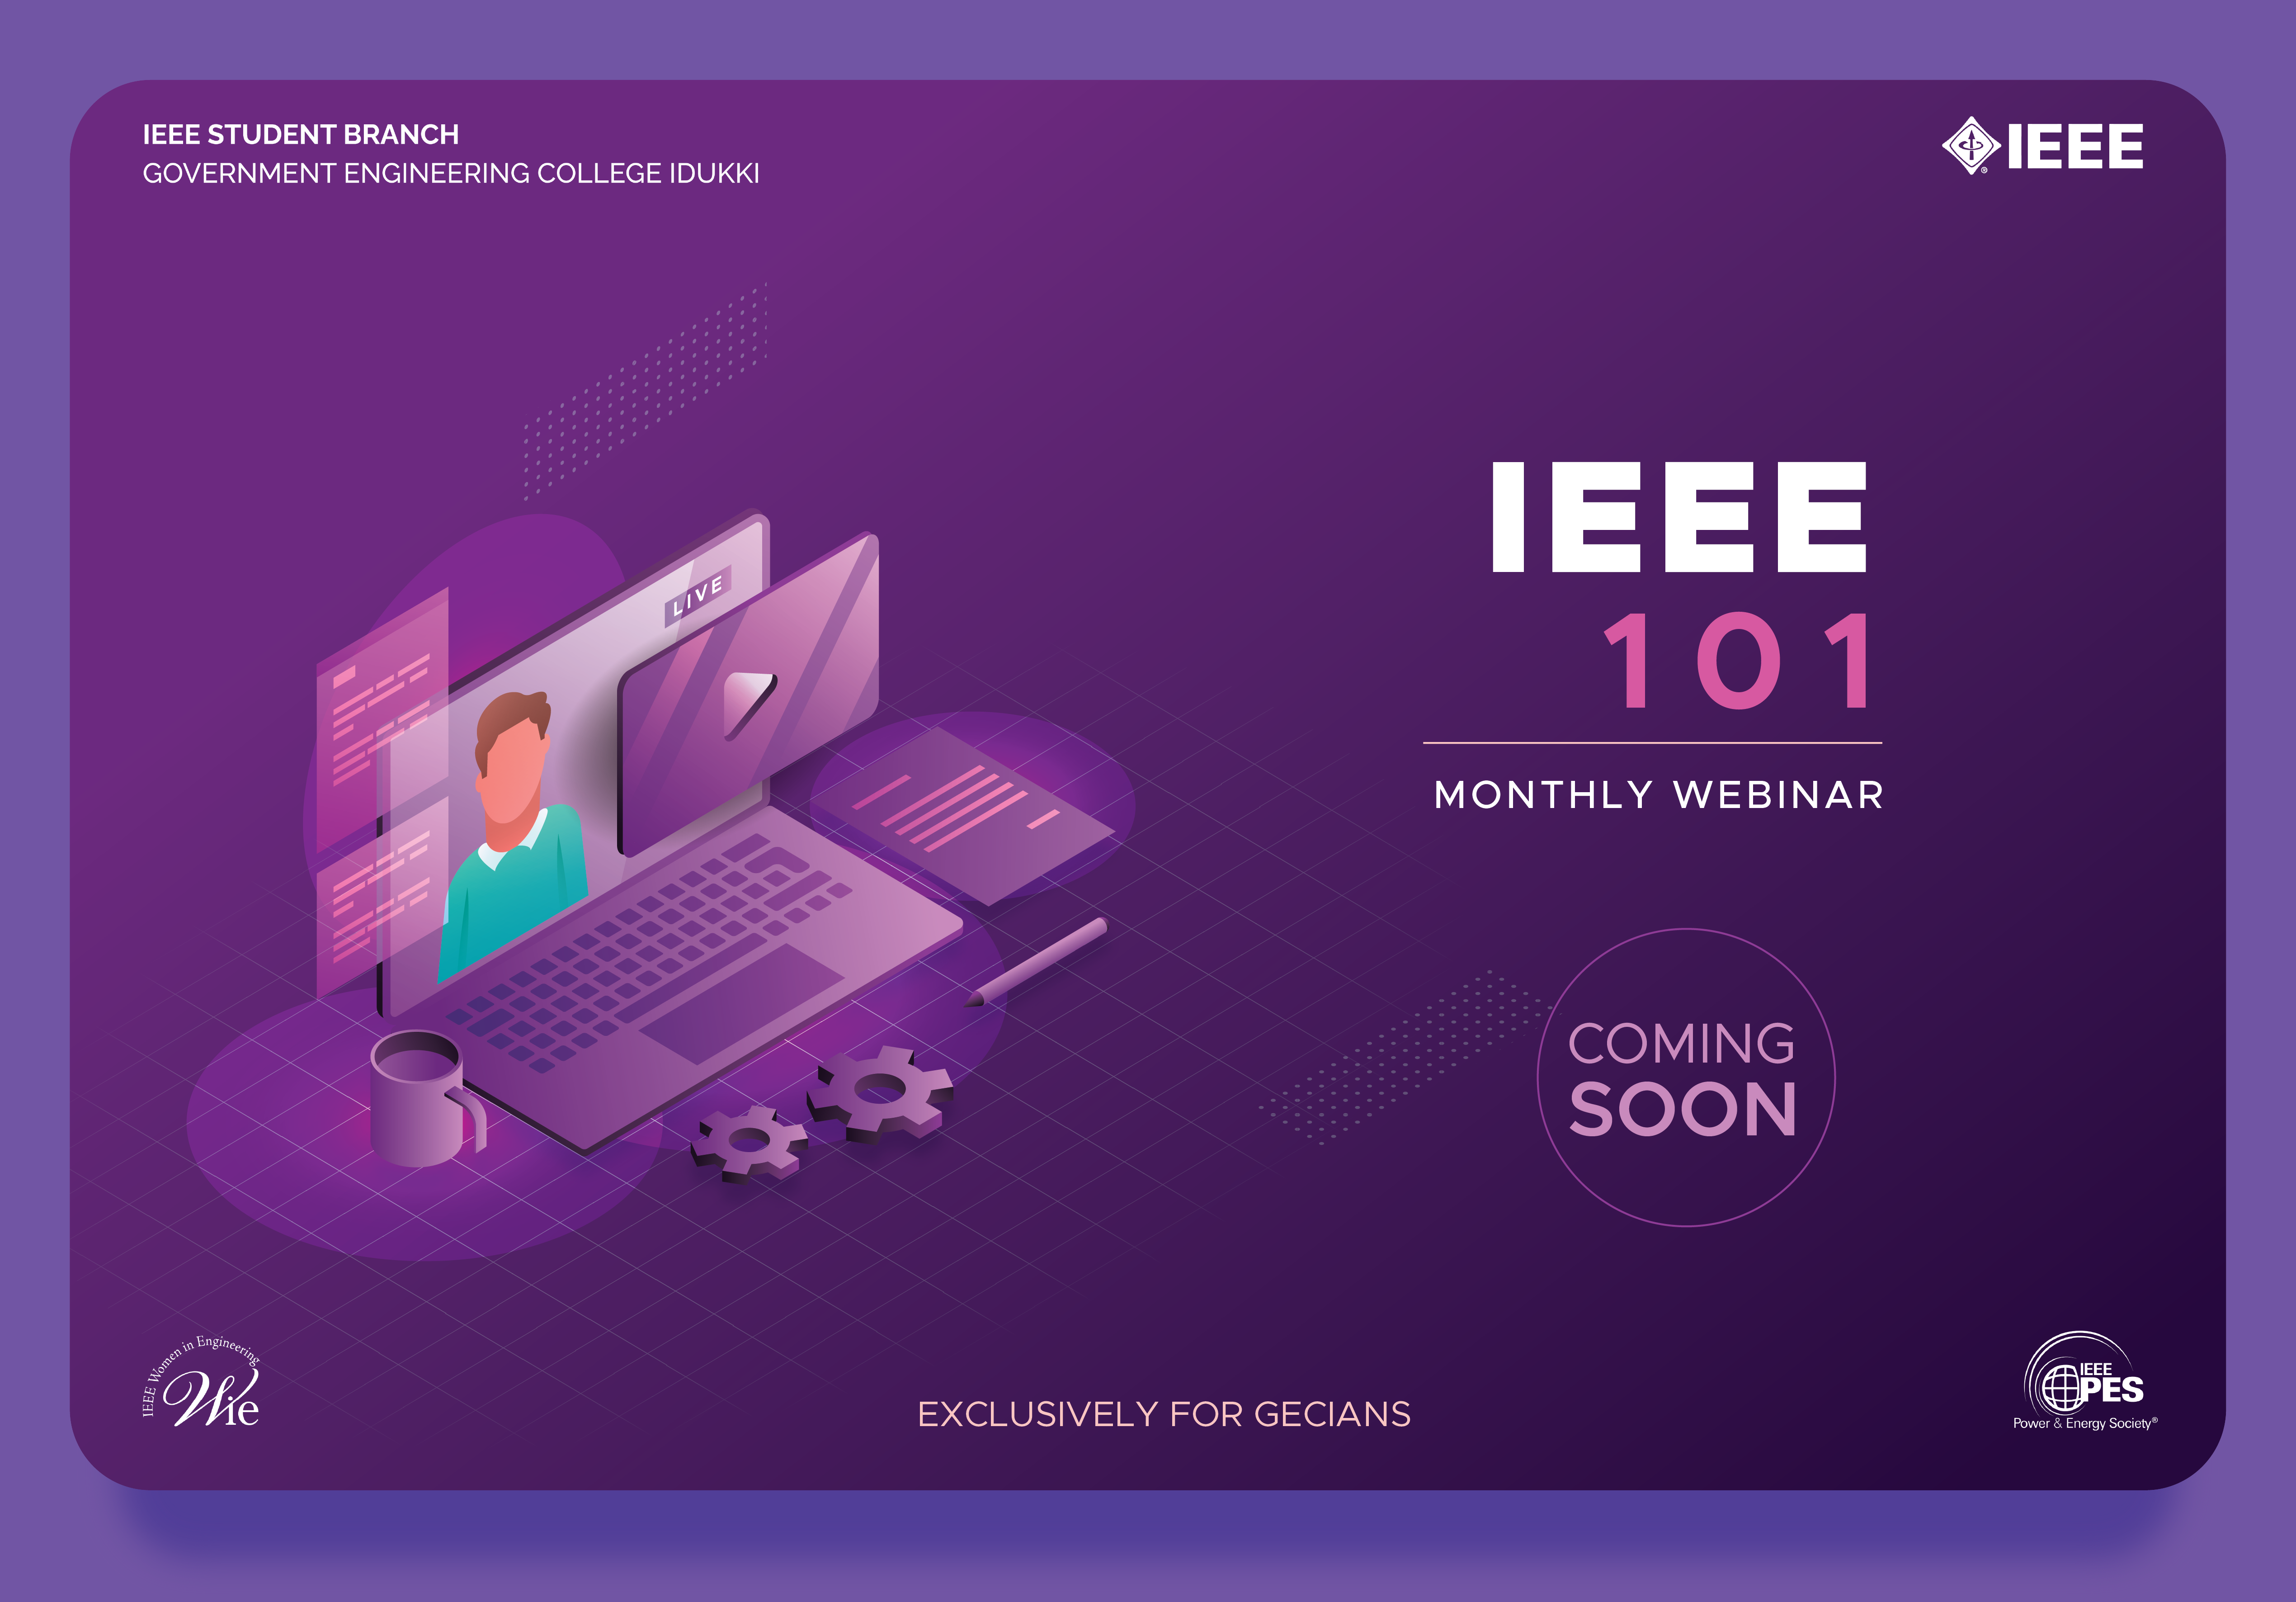 IEEE STUDENT BRANCH
GOVERNMENT ENGINEERING COLLEGE IDUKKI
IEEE
IEEE
101
MONTHLY WEBINAR
LIVE
COMING
SOON
IEEE Women in Engineering
Wie
EXCLUSIVELY FOR GECIANS
IEEE
PES
Power & Energy Society®